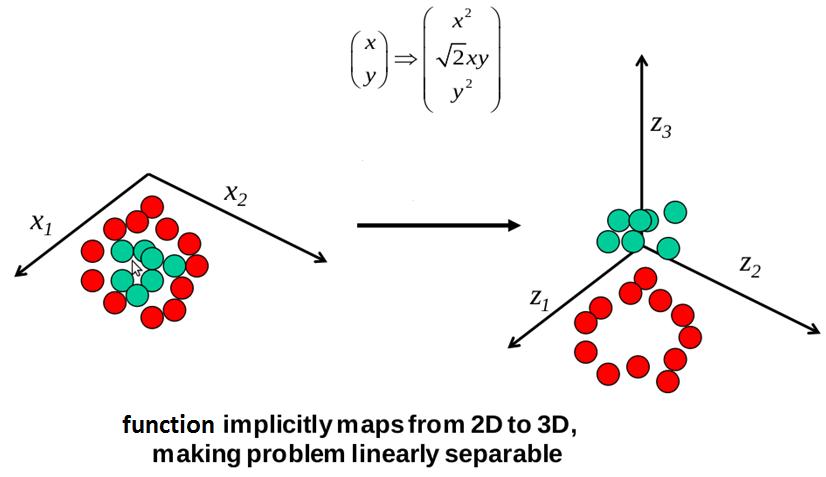 (x y) ⇒ (x² √2xy y²)
x₁
x₂
z₃
z₁
z₂
function implicitly maps from 2D to 3D,
making problem linearly separable